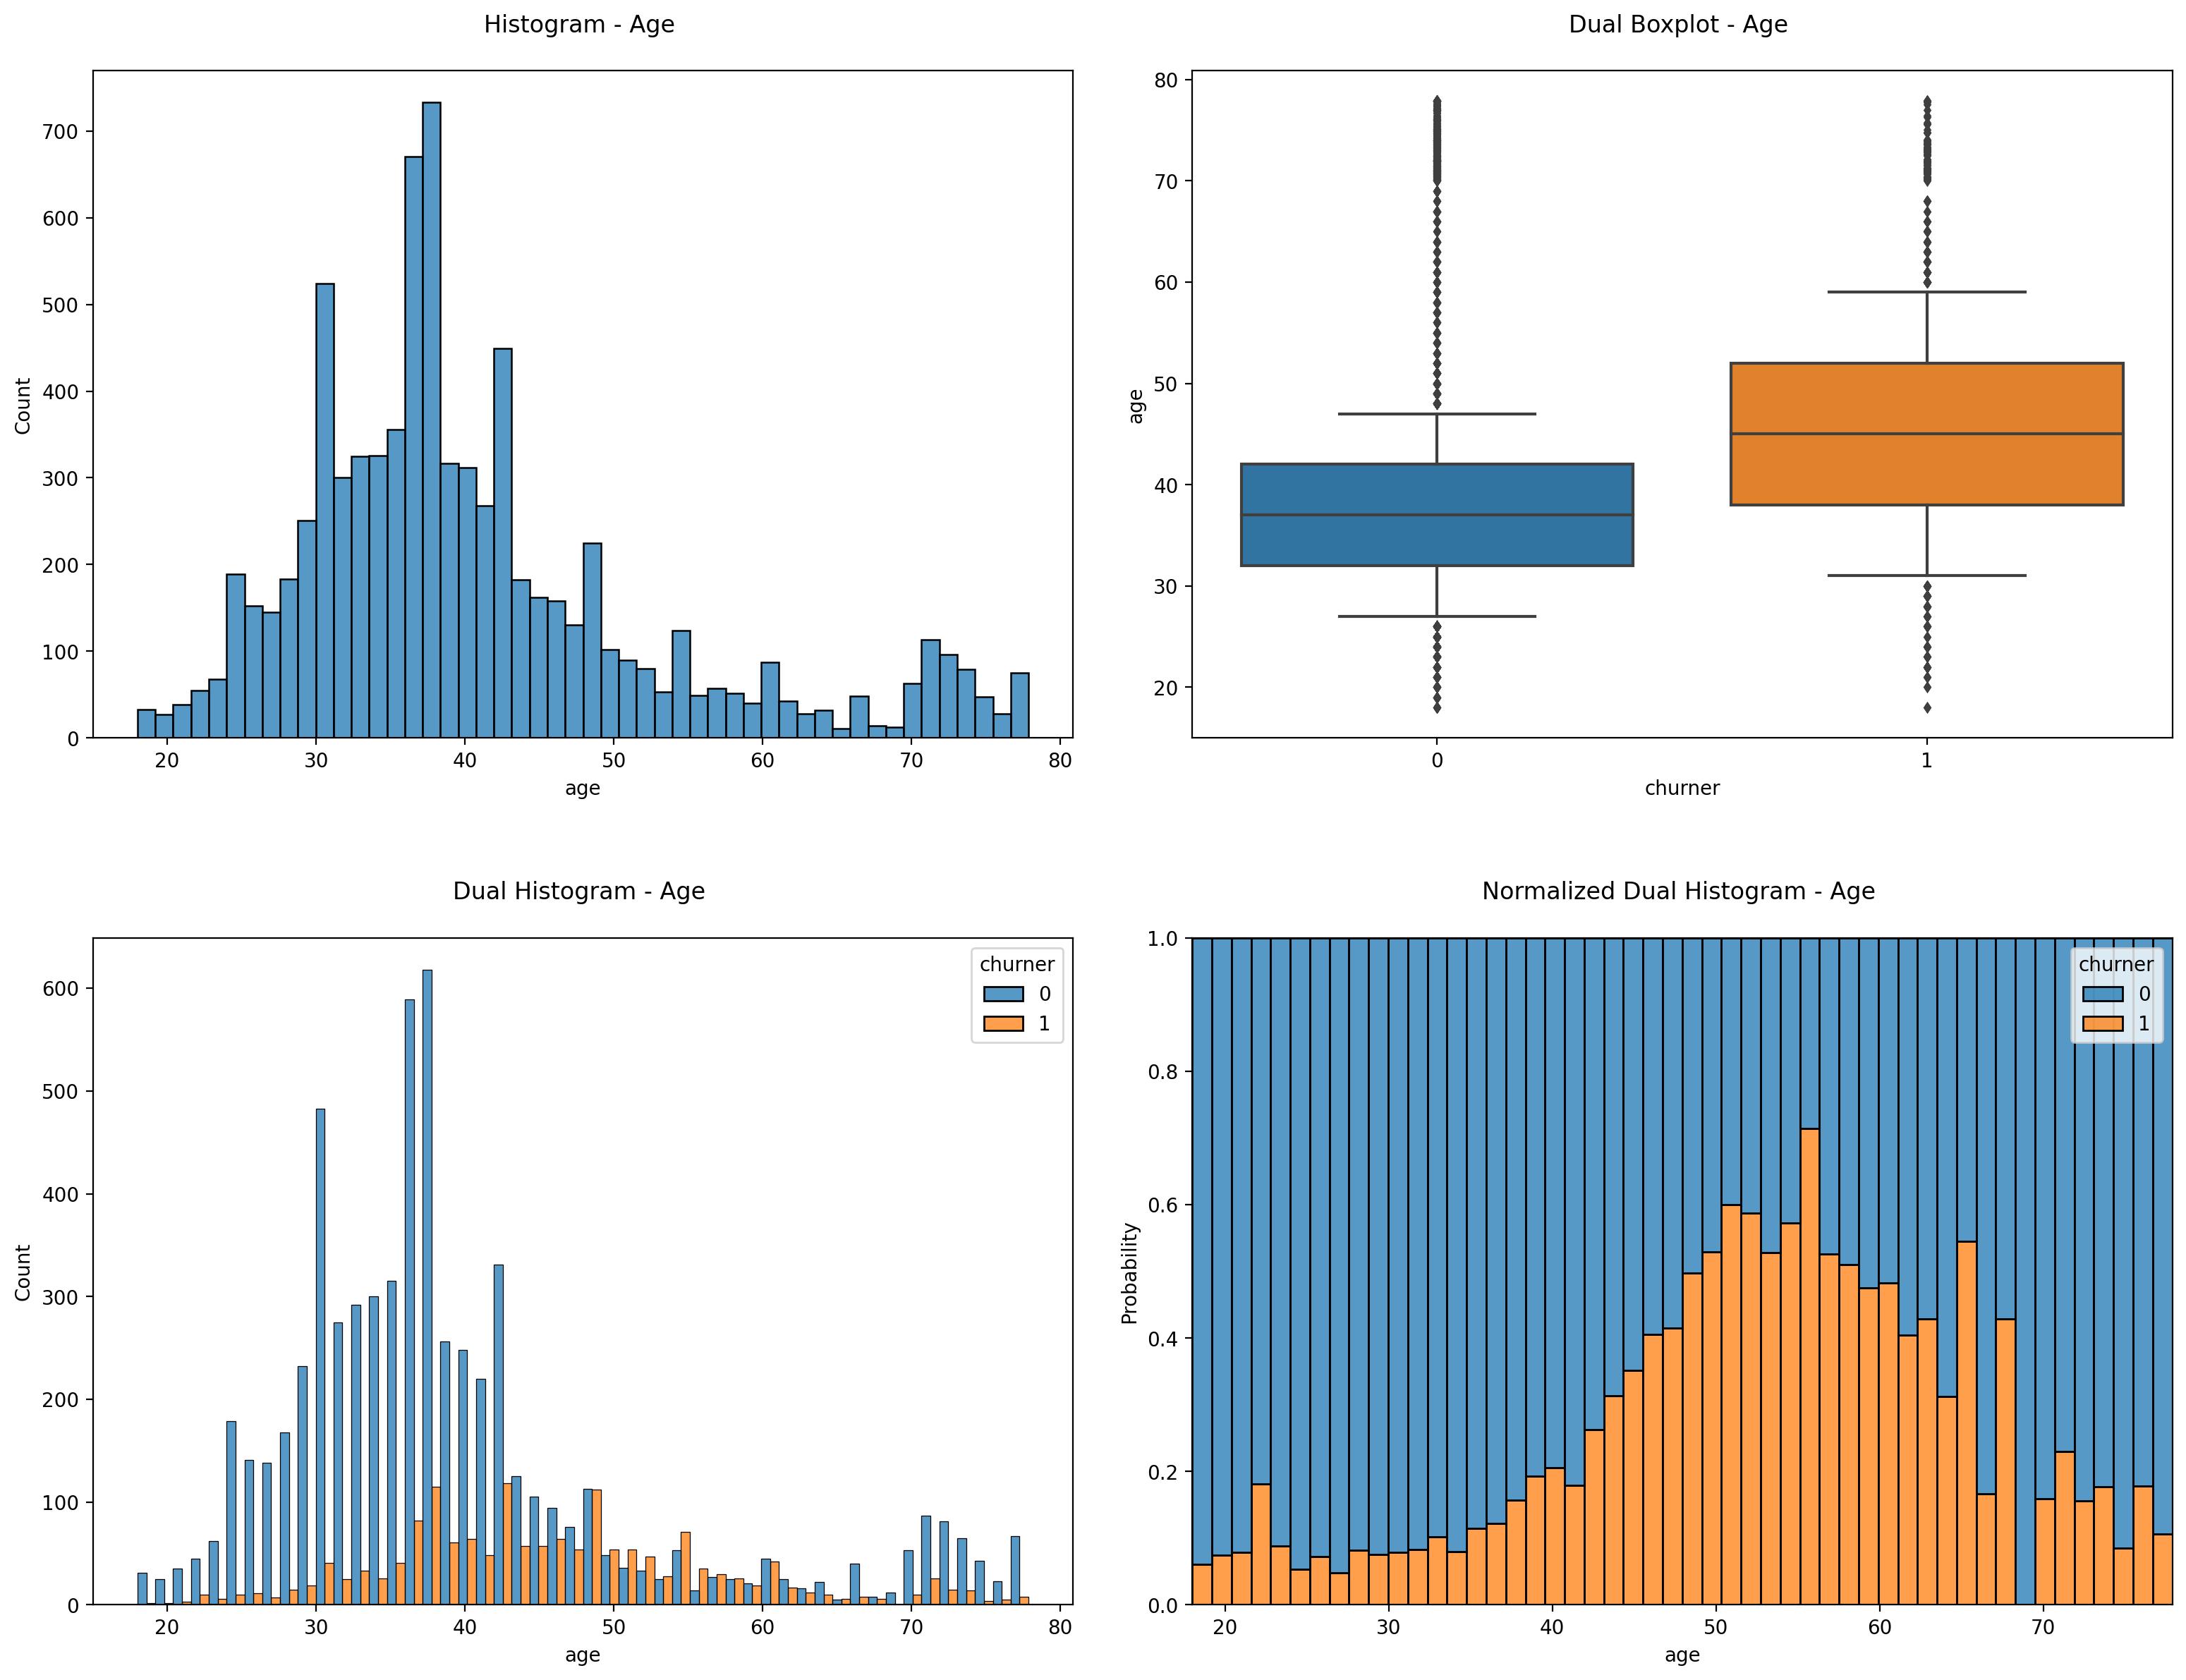 Histogram - Age
Dual Boxplot - Age
700
600
500
400
300
200
100
0
Count
20 30 40 50 60 70 80
age
80
70
60
50
40
30
20
age
0 1
churner
Dual Histogram - Age
Normalized Dual Histogram - Age
600
500
400
300
200
100
0
Count
churner
0
1
20 30 40 50 60 70 80
age
1.0
0.8
0.6
0.4
0.2
0.0
Probability
churner
0
1
20 30 40 50 60 70
age